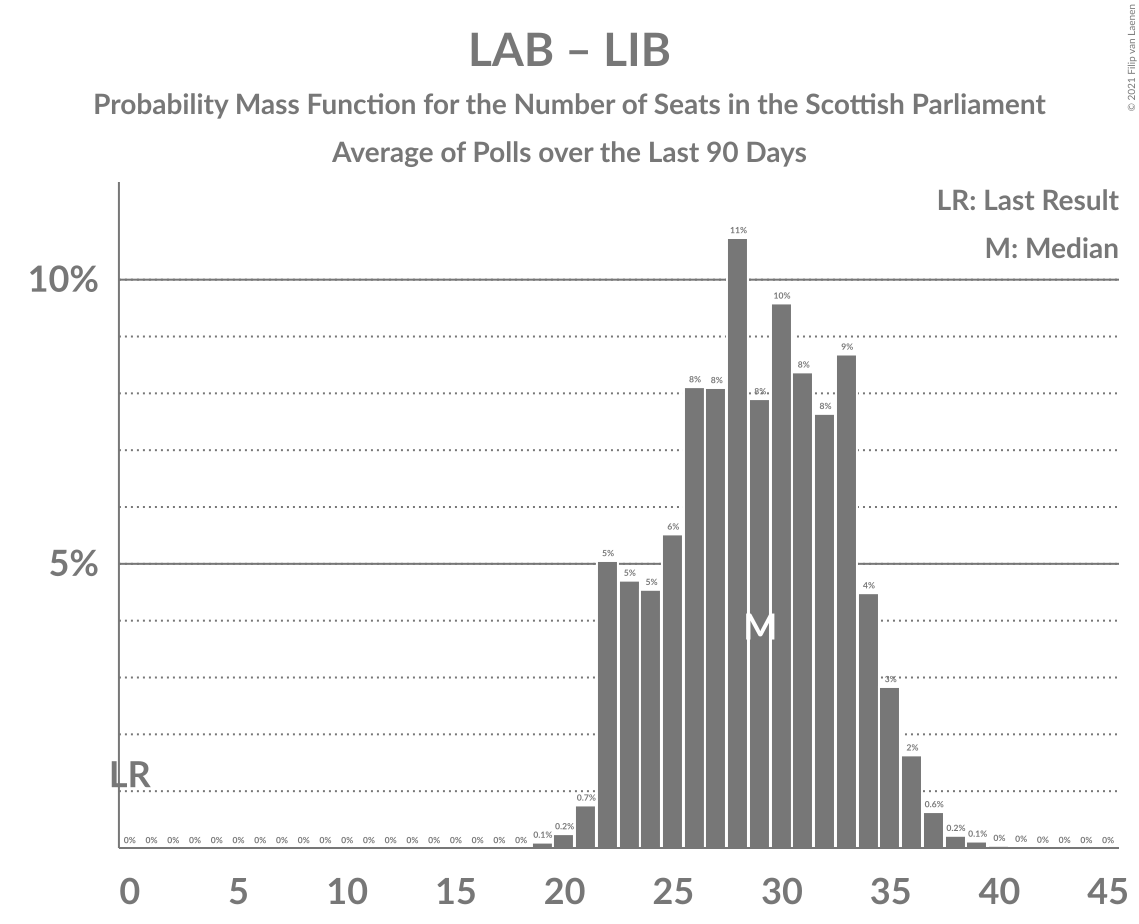 LAB – LIB
Probability Mass Function for the Number of Seats in the Scottish Parliament
Average of Polls over the Last 90 Days
© 2021 Filip van Laenen
LR: Last Result
M: Median
10%
5%
11%
10%
9%
8%
8%
8%
8%
8%
6%
5%
5%
5%
4%
M
3%
2%
LR
0.7%
0.6%
0.2%
0.2%
0.1%
0.1%
0% 0% 0% 0% 0% 0% 0% 0% 0% 0% 0% 0% 0% 0% 0% 0% 0% 0% 0% 0% 0% 0% 0% 0% 0%
0 5 10 15 20 25 30 35 40 45